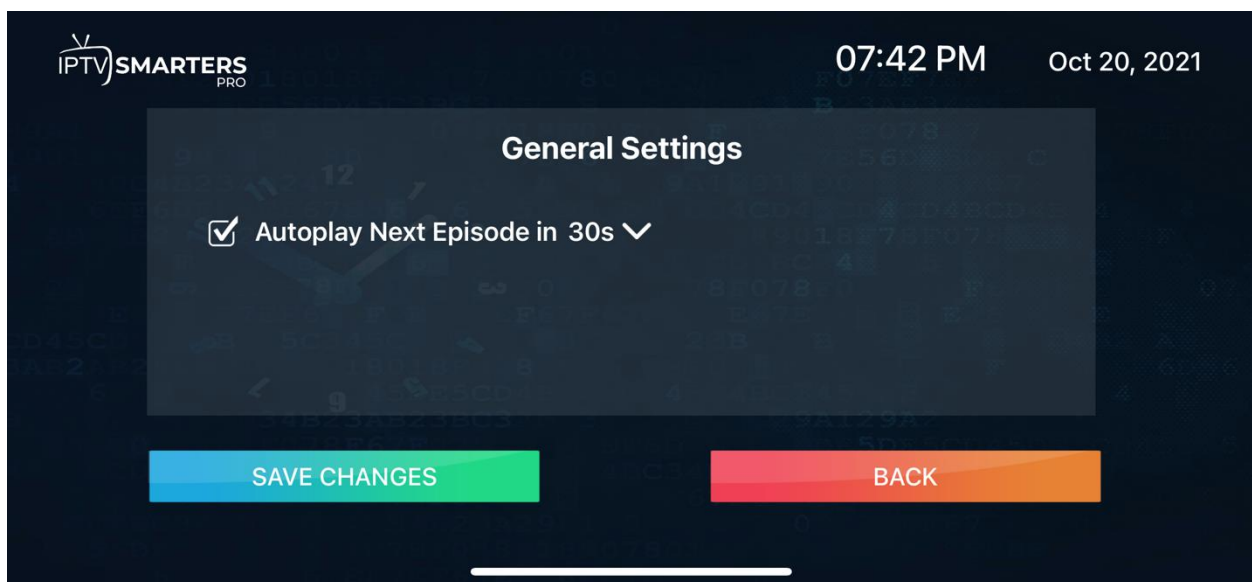 IPTV SMARTERS
PRO
07:42 PM
Oct 20, 2021
General Settings
Autoplay Next Episode in 30s
SAVE CHANGES
BACK